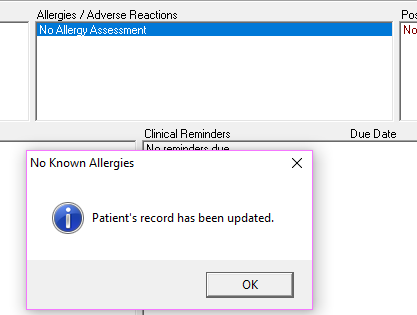 Allergies / Adverse Reactions
Pos
No Allergy Assessment
No
Clinical Reminders
Due Date
No reminders due
No Known Allergies
Patient's record has been updated.
OK